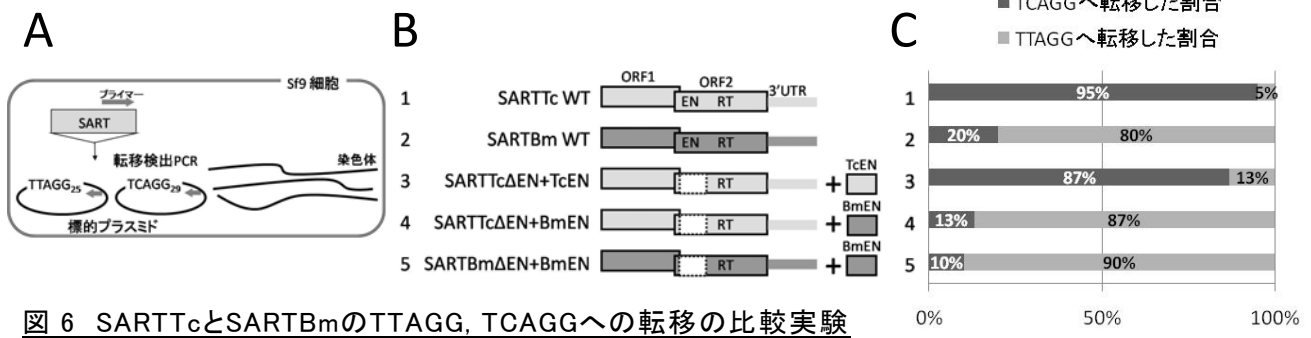 A
Sf9 細胞
プライマー
SART
転移検出PCR
染色体
TTAGG25
TCAGG29
標的プラスミド
B
ORF1
ORF2
3'UTR
1 SARTTc WT EN RT
2 SARTBm WT EN RT
3 SARTTcΔEN+TcEN RT + TcEN
4 SARTTcΔEN+BmEN RT + BmEN
5 SARTBmΔEN+BmEN RT + BmEN
C
TCAGGへ転移した割合
TTAGGへ転移した割合
1 95% 5%
2 20% 80%
3 87% 13%
4 13% 87%
5 10% 90%
0% 50% 100%
図 6 SARTTcとSARTBmのTTAGG, TCAGGへの転移の比較実験